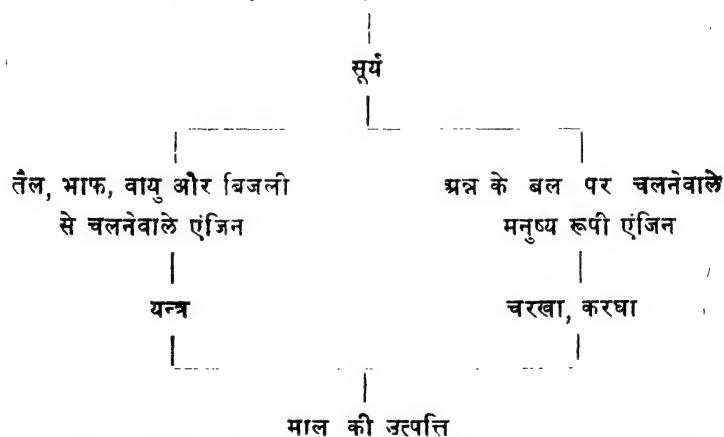 सूर्य
तैल, भाफ, वायु और बिजली
से चलनेवाले एंजिन
अन्न के बल पर चलनेवाले
मनुष्य रूपी एंजिन
यन्त्र
चरखा, करघा
माल की उत्पत्ति